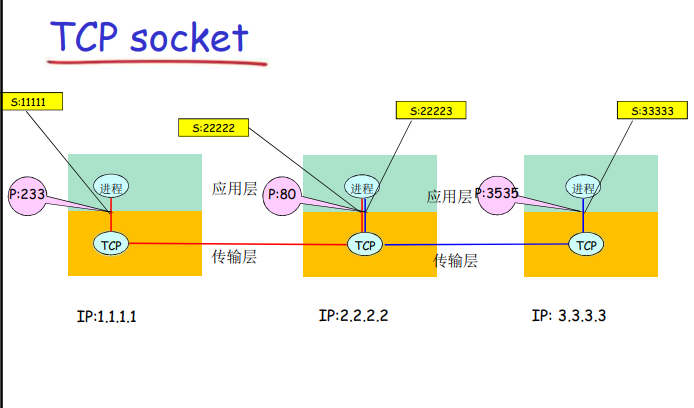 TCP socket
S:11111
S:22222
S:22223
S:33333
P:233
进程
应用层
P:80
进程
应用层
P:3535
进程
TCP
传输层
TCP
传输层
TCP
IP:1.1.1.1
IP:2.2.2.2
IP: 3.3.3.3